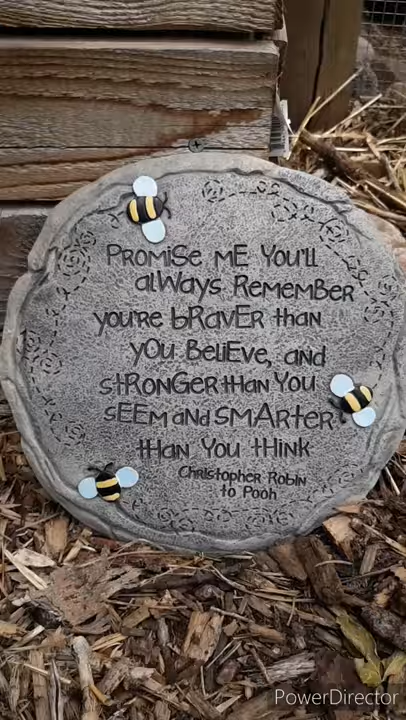 PROMiSe mE YOU'll
alWays RemembeR
yOU'Re bRavER than
yOU BeliEve, and
stRONGeR than YOU
sEEm and SMArteR
tHan YOU tHink
Christopher Robin
to Pooh
PowerDirector